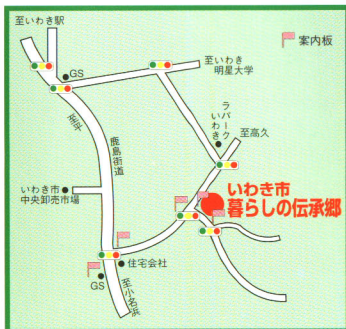 至いわき駅
案内板
GS
至いわき
明星大学
至平
鹿島街道
ラパーク
いわき
至高久
いわき市
中央卸売市場
いわき市
暮らしの伝承郷
住宅会社
GS
至小名浜